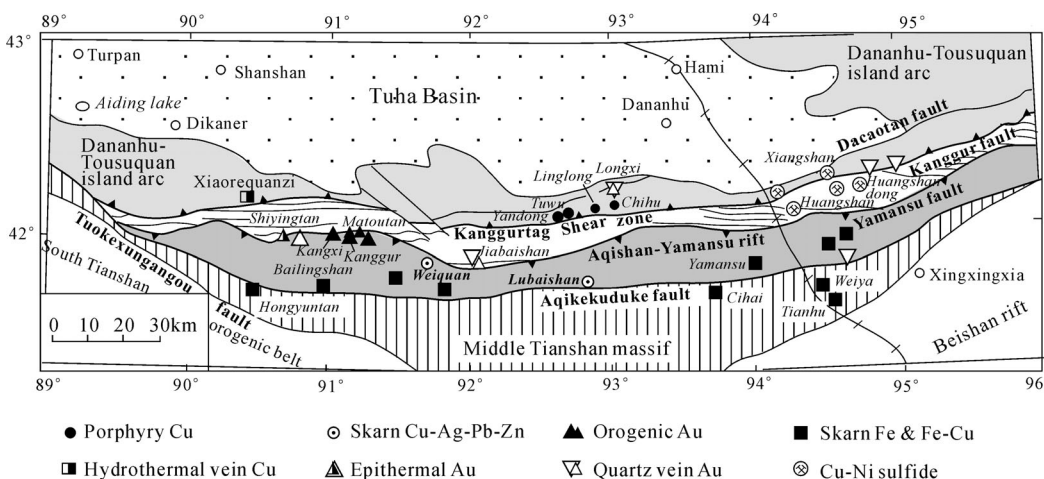 89° 90° 91° 92° 93° 94° 95°
43°
Turpan
Shanshan
Hami
Dananhu-Tousuquan
island arc
Tuha Basin
Aiding lake
Dananhu
Dikaner
Dacaotan fault
Dananhu-
Tousuquan
island arc
Xiaorequanzi
Longxi
Linglong
Xiangshan
Kanggur fault
Tuwu
Chihu
Yandong
Huangshan
dong
Huangshan
Shiyingtan
Matoutan
Kanggurtag Shear zone
Yamansu fault
42°
Tuokexungangou
fault
South Tianshan
orogenic belt
Kangxi
Kanggur
Jiabaishan
Aqishan-Yamansu rift
Bailingshan
Weiquan
Lubaishan
Yamansu
Xingxingxia
Weiya
Hongyuntan
Aqikekuduke fault
Cihai
Tianhu
0 10 20 30km
Middle Tianshan massif
Beishan rift
89° 90° 91° 92° 93° 94° 95° 96
Porphyry Cu
Skarn Cu-Ag-Pb-Zn
Orogenic Au
Skarn Fe & Fe-Cu
Hydrothermal vein Cu
Epithermal Au
Quartz vein Au
Cu-Ni sulfide